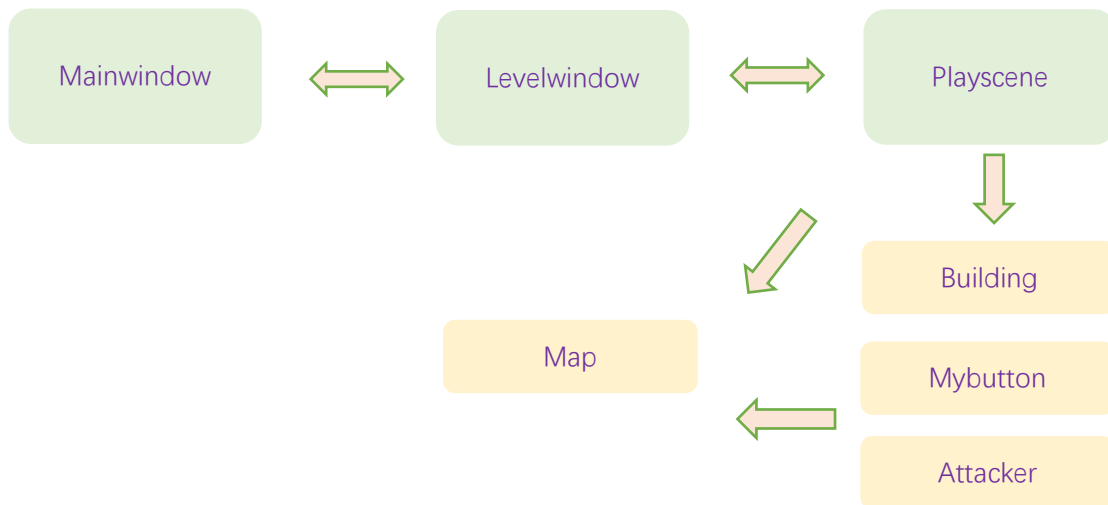 Mainwindow
Levelwindow
Playscene
Building
Map
Mybutton
Attacker